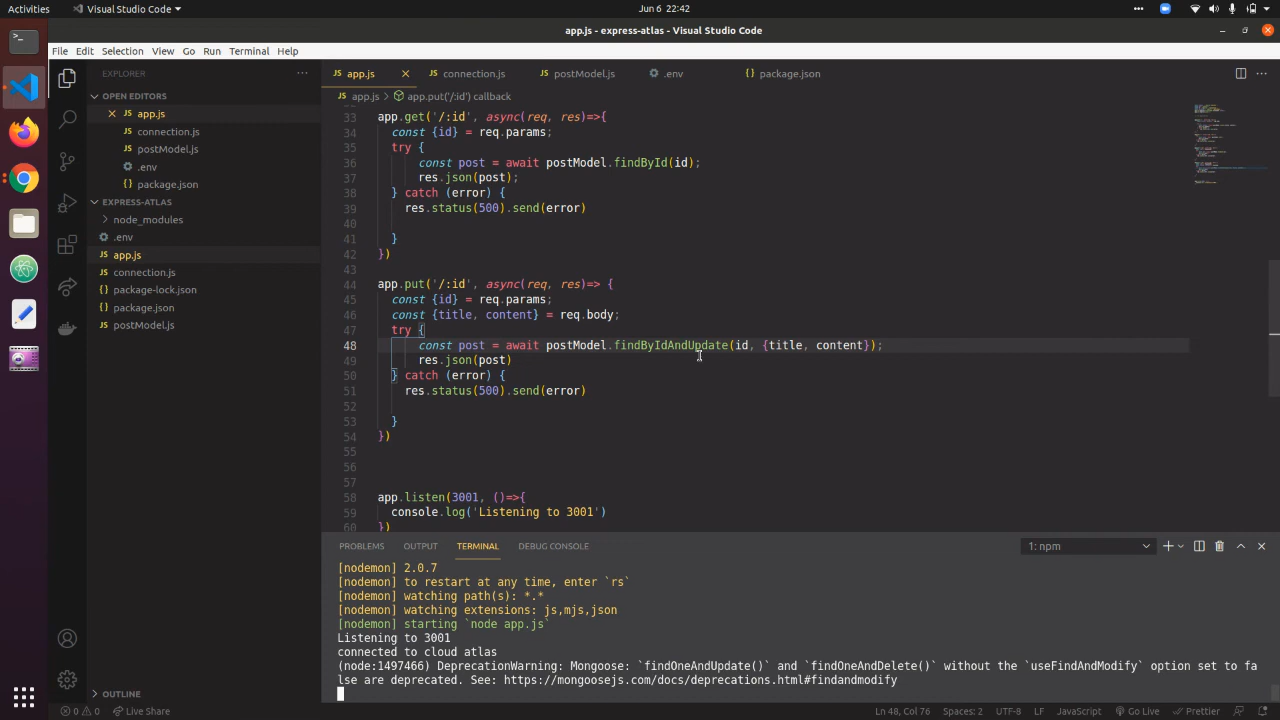 Activities
Visual Studio Code
Jun 6 22:42
app.js - express-atlas - Visual Studio Code
File Edit Selection View Go Run Terminal Help
EXPLORER
OPEN EDITORS
JS app.js
JS connection.js
JS postModel.js
.env
package.json
EXPRESS-ATLAS
node_modules
.env
JS app.js
JS connection.js
{} package-lock.json
{} package.json
JS postModel.js
OUTLINE
JS app.js
JS connection.js
JS postModel.js
.env
package.json
JS app.js > app.put('/:id') callback
33 app.get('/:id', async(req, res)=>{
34 const {id} = req.params;
35 try {
36 const post = await postModel.findById(id);
37 res.json(post);
38 } catch (error) {
39 res.status(500).send(error)
40
41 }
42 })
43
44 app.put('/:id', async(req, res)=> {
45 const {id} = req.params;
46 const {title, content} = req.body;
47 try {
48 const post = await postModel.findByIdAndUpdate(id, {title, content});
49 res.json(post)
50 } catch (error) {
51 res.status(500).send(error)
52
53 }
54 })
55
56
57
58 app.listen(3001, ()=>{
59 console.log('Listening to 3001')
60 })
PROBLEMS OUTPUT TERMINAL DEBUG CONSOLE
1: npm
[nodemon] 2.0.7
[nodemon] to restart at any time, enter `rs`
[nodemon] watching path(s): *.*
[nodemon] watching extensions: js,mjs,json
[nodemon] starting `node app.js`
Listening to 3001
connected to cloud atlas
(node:1497466) DeprecationWarning: Mongoose: `findOneAndUpdate()` and `findOneAndDelete()` without the `useFindAndModify` option set to fa
lse are deprecated. See: https://mongoosejs.com/docs/deprecations.html#findandmodify
0 0 Live Share
Ln 48, Col 76 Spaces: 2 UTF-8 LF JavaScript Go Live Prettier